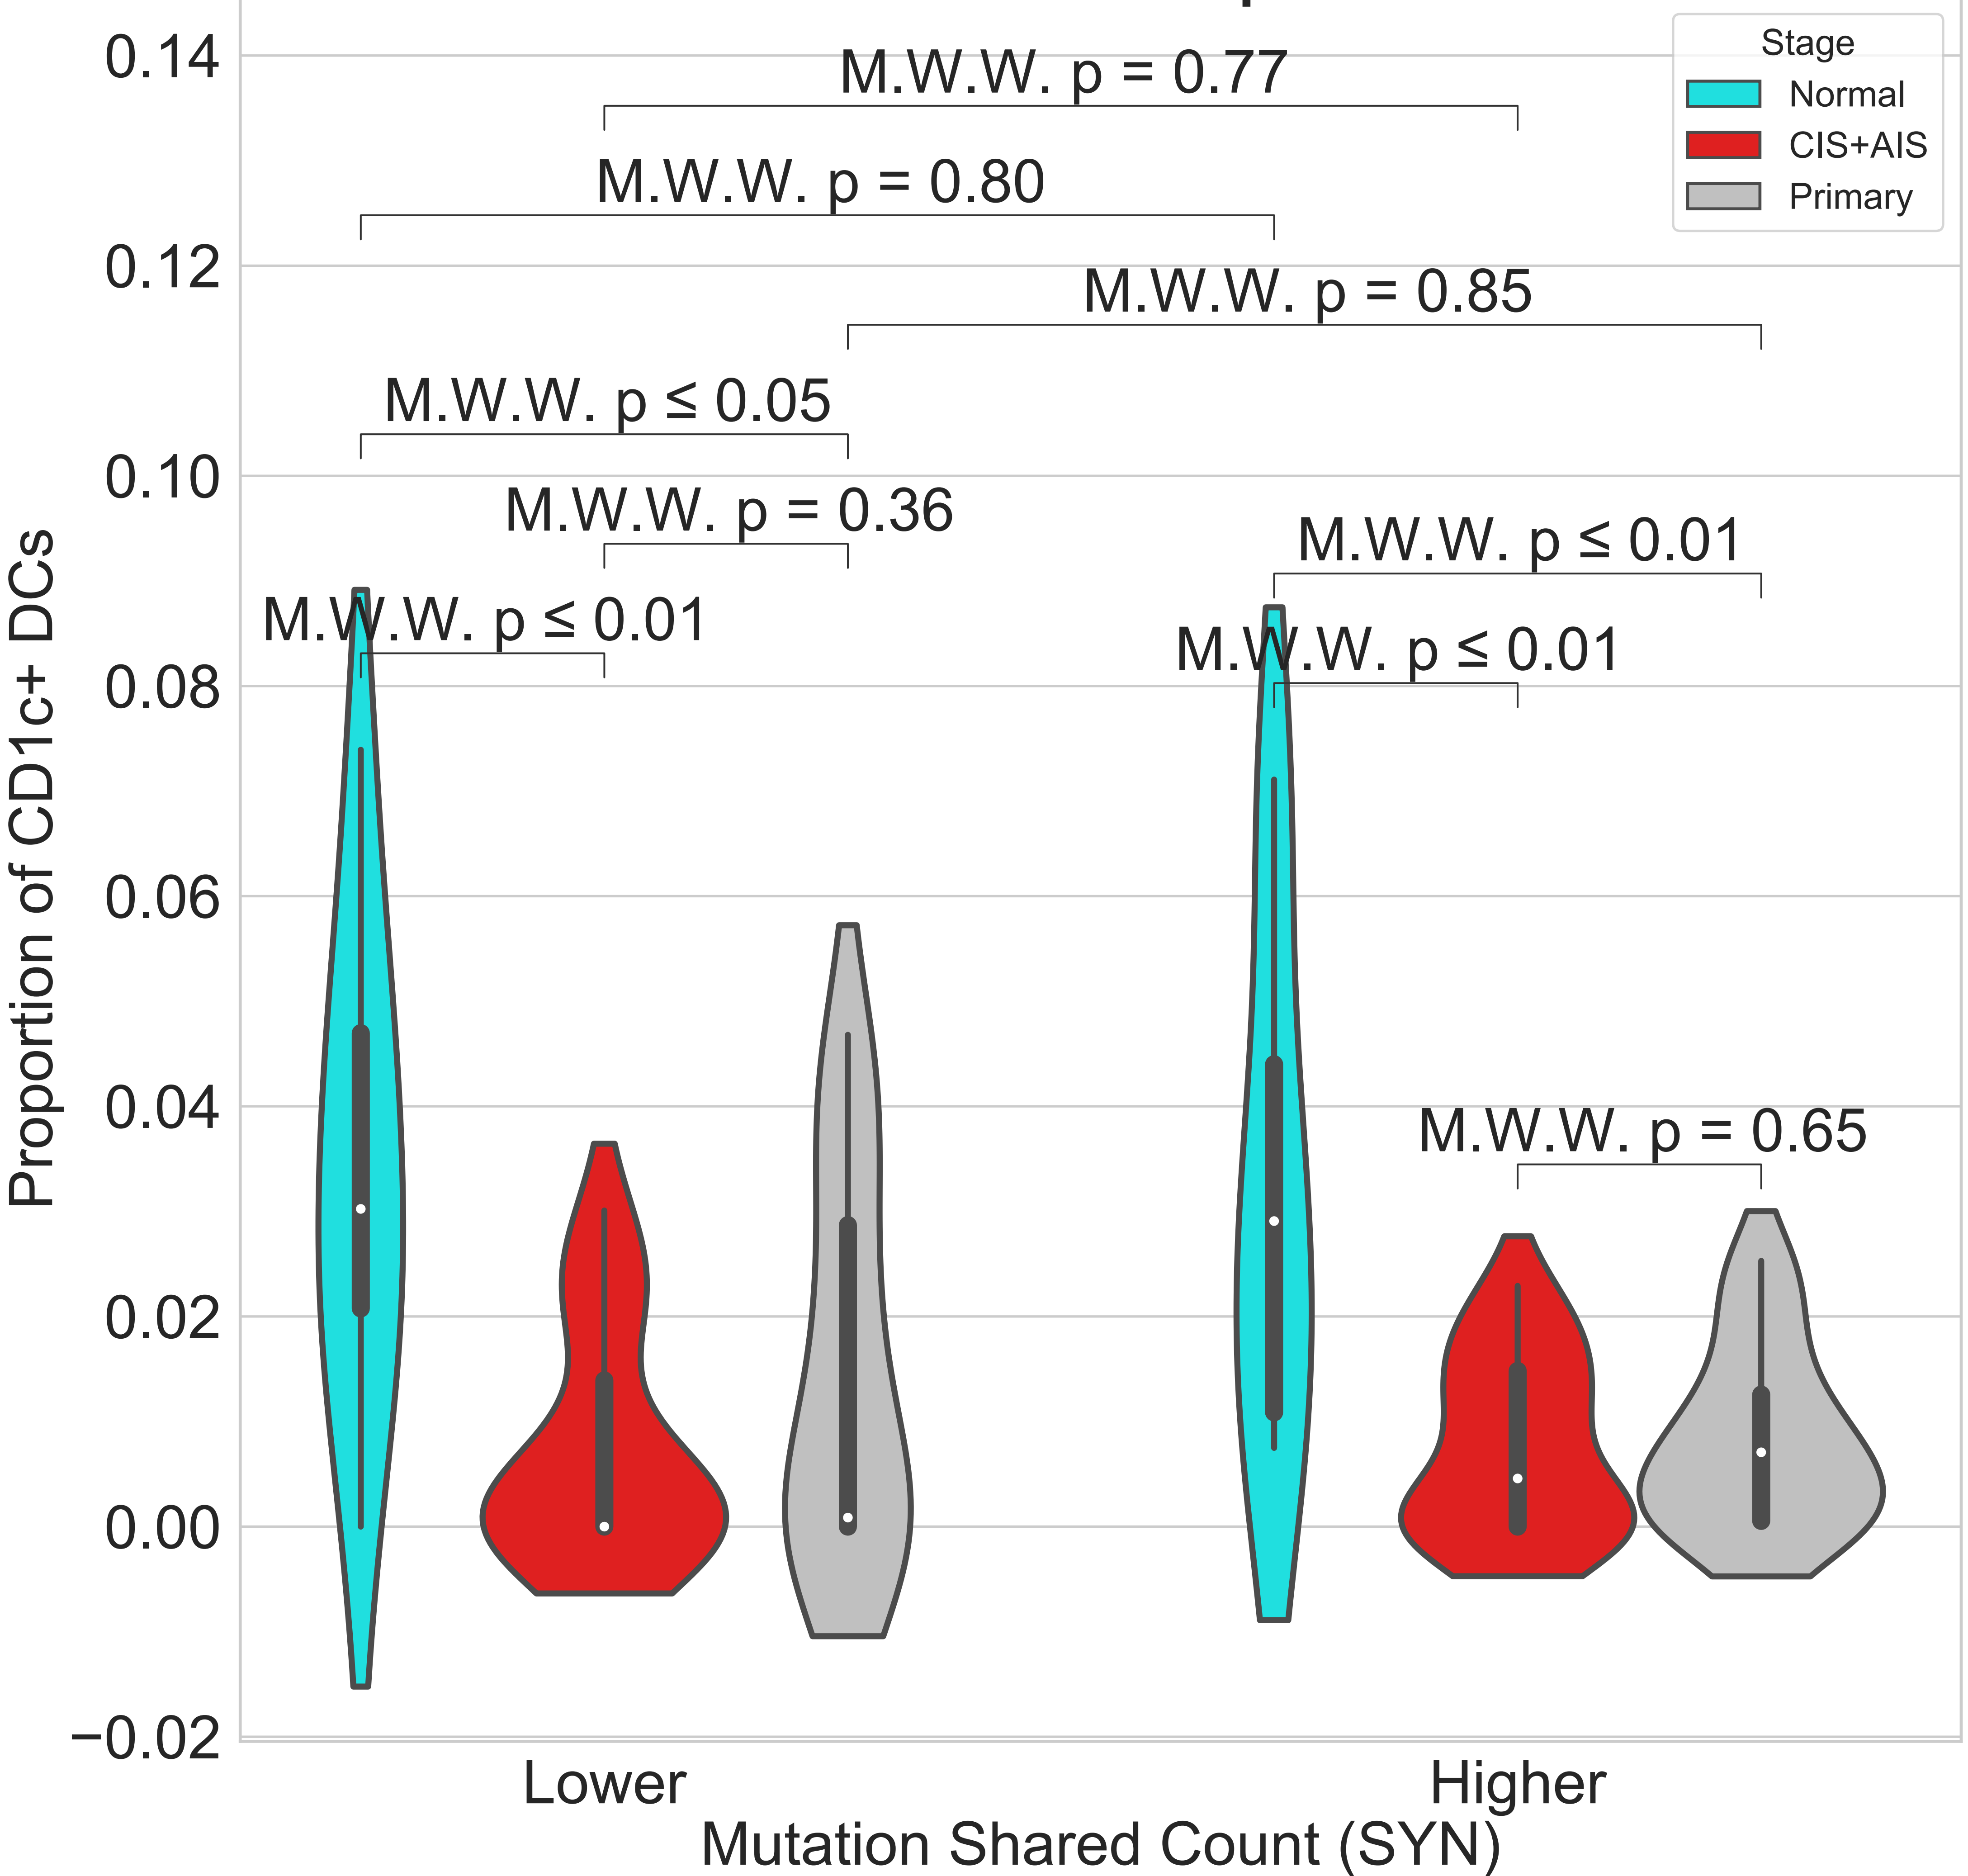 0.14
0.12
0.10
0.08
0.06
0.04
0.02
0.00
−0.02
Proportion of CD1c+ DCs
M.W.W. p = 0.77
M.W.W. p = 0.80
M.W.W. p = 0.85
M.W.W. p ≤ 0.05
M.W.W. p = 0.36
M.W.W. p ≤ 0.01
M.W.W. p ≤ 0.01
M.W.W. p ≤ 0.01
M.W.W. p = 0.65
Stage
Normal
CIS+AIS
Primary
Lower
Higher
Mutation Shared Count (SYN)